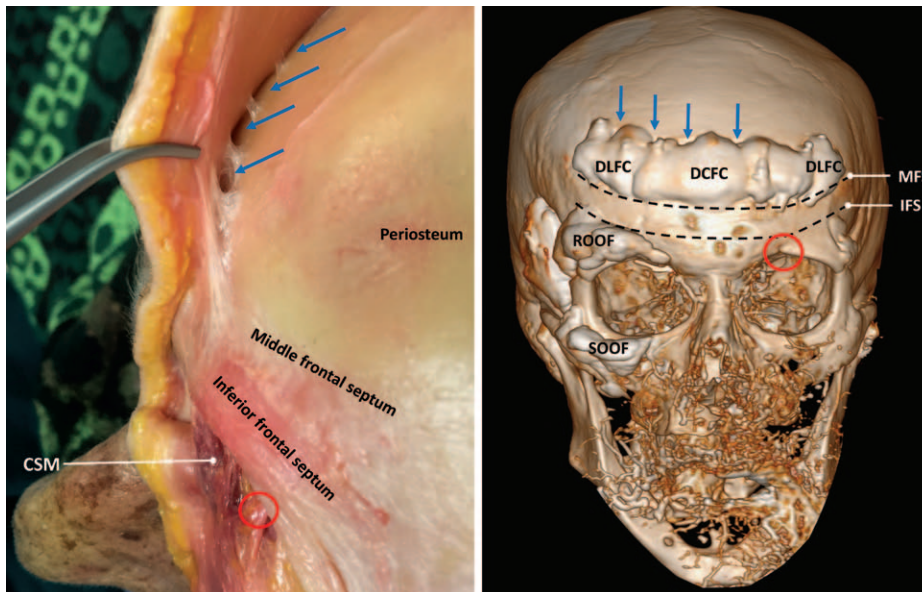 Periosteum
Middle frontal septum
Inferior frontal septum
CSM
DLFC
DCFC
DLFC
MF
IFS
ROOF
SOOF